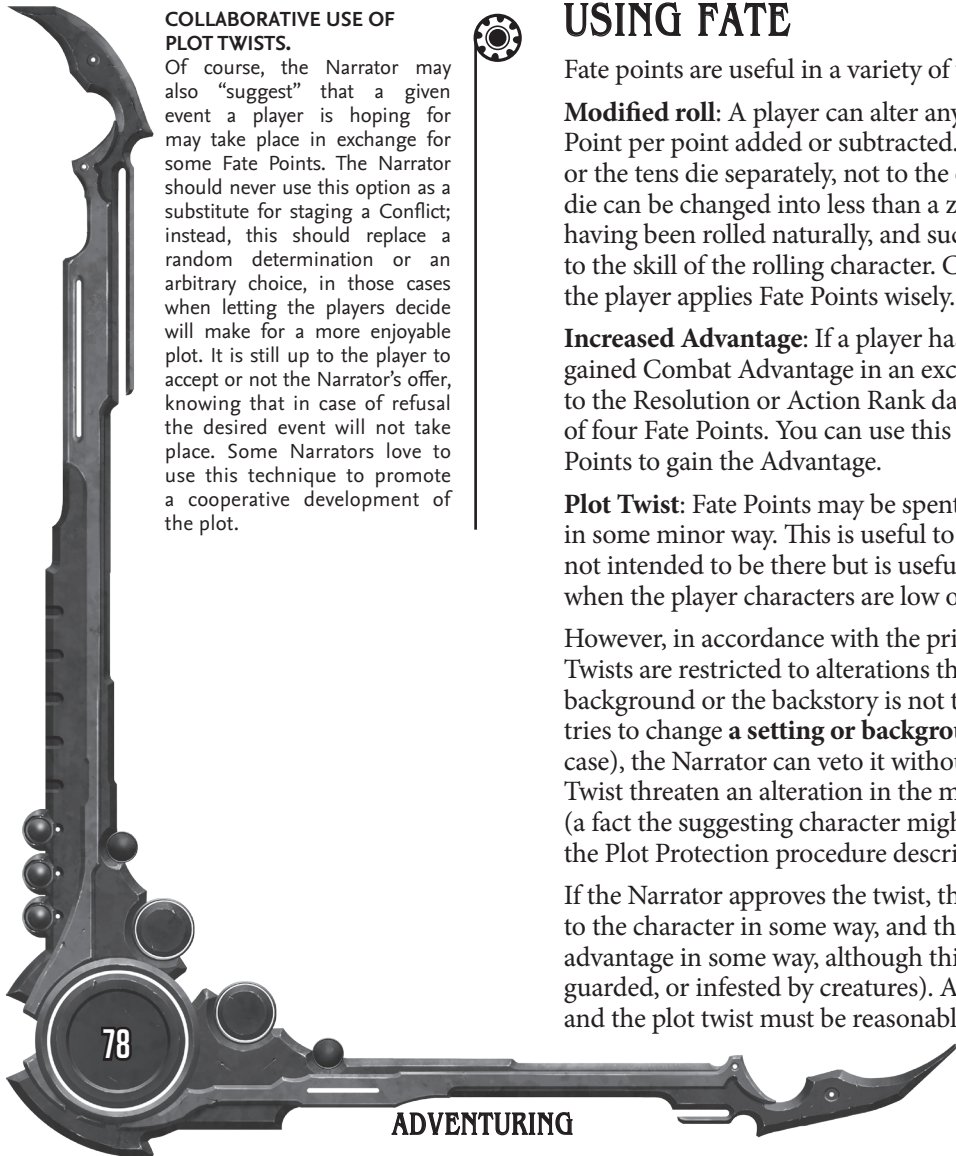 COLLABORATIVE USE OF
PLOT TWISTS.
Of course, the Narrator may
also “suggest” that a given
event a player is hoping for
may take place in exchange for
some Fate Points. The Narrator
should never use this option as a
substitute for staging a Conflict;
instead, this should replace a
random determination or an
arbitrary choice, in those cases
when letting the players decide
will make for a more enjoyable
plot. It is still up to the player to
accept or not the Narrator’s offer,
knowing that in case of refusal
the desired event will not take
place. Some Narrators love to
use this technique to promote
a cooperative development of
the plot.
USING FATE
Fate points are useful in a variety of
Modified roll: A player can alter any
Point per point added or subtracted.
or the tens die separately, not to the
die can be changed into less than a
having been rolled naturally, and
to the skill of the rolling character.
the player applies Fate Points wisely.
Increased Advantage: If a player
gained Combat Advantage in an
to the Resolution or Action Rank
of four Fate Points. You can use this
Points to gain the Advantage.
Plot Twist: Fate Points may be spent
in some minor way. This is useful to
not intended to be there but is
when the player characters are low
However, in accordance with the
Twists are restricted to alterations
background or the backstory is not
tries to change a setting or
case), the Narrator can veto it
Twist threaten an alteration in the
(a fact the suggesting character
the Plot Protection procedure
If the Narrator approves the twist,
to the character in some way, and
advantage in some way, although
guarded, or infested by creatures).
and the plot twist must be
78
ADVENTURING